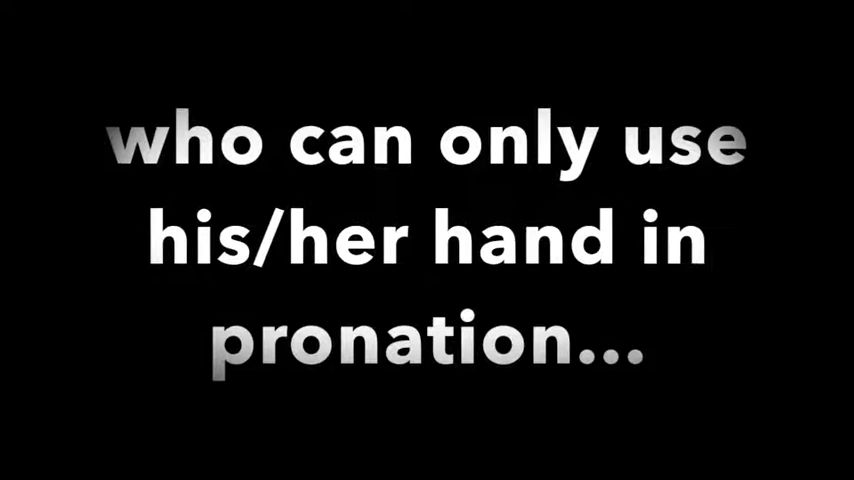 who can only use
his/her hand in
pronation...